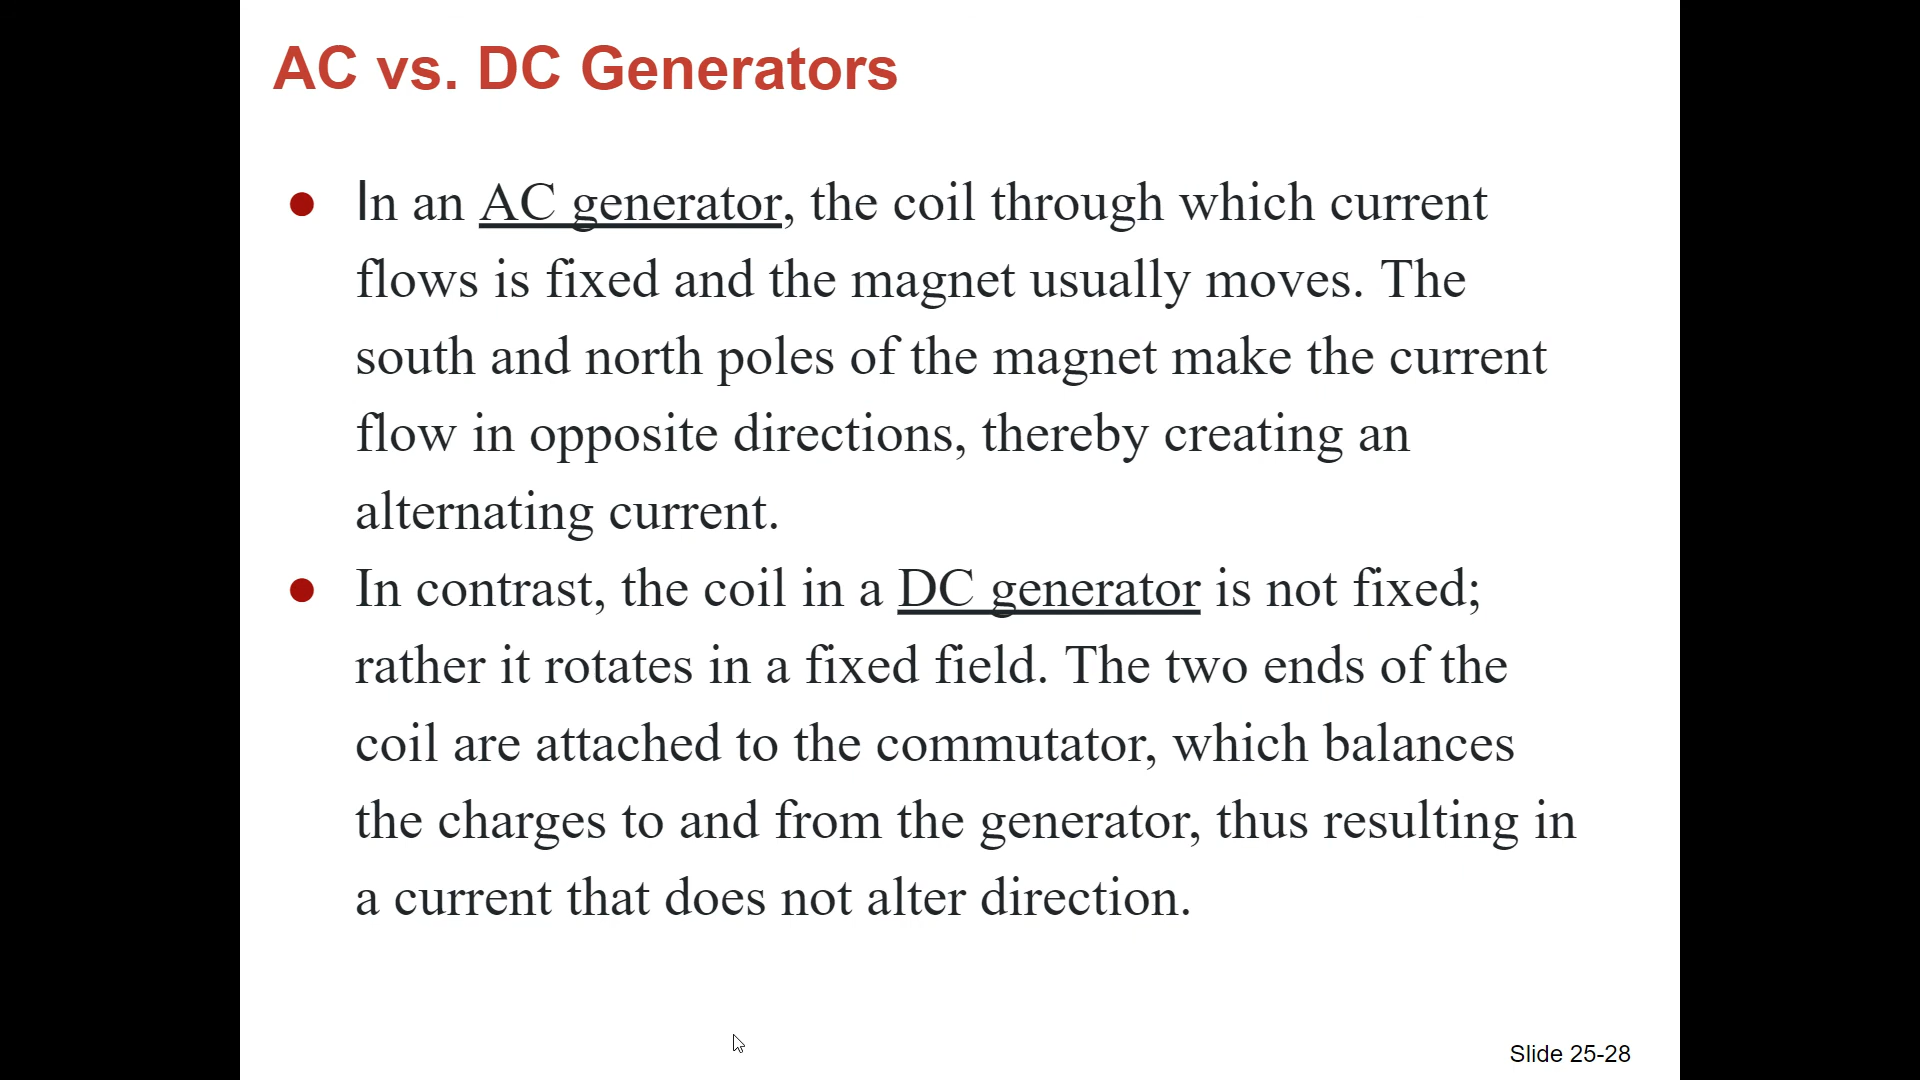 AC vs. DC Generators
In an AC generator, the coil through which current
flows is fixed and the magnet usually moves. The
south and north poles of the magnet make the current
flow in opposite directions, thereby creating an
alternating current.
In contrast, the coil in a DC generator is not fixed;
rather it rotates in a fixed field. The two ends of the
coil are attached to the commutator, which balances
the charges to and from the generator, thus resulting in
a current that does not alter direction.
Slide 25-28